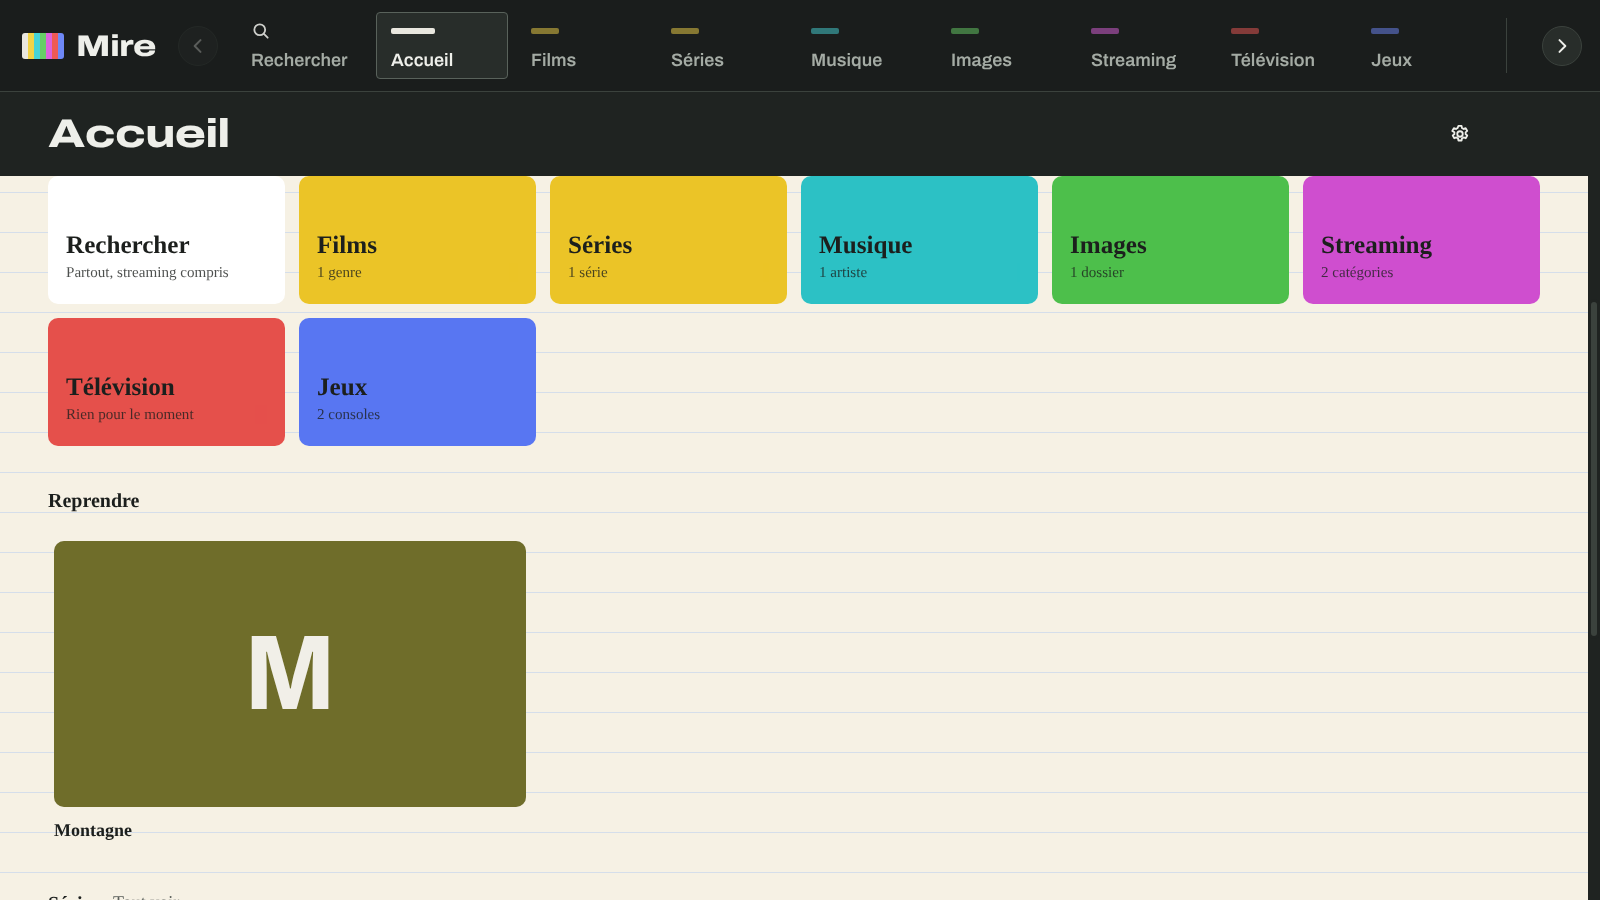 Mire
Rechercher
Accueil
Films
Séries
Musique
Images
Streaming
Télévision
Jeux
Accueil
Rechercher
Partout, streaming compris
Films
1 genre
Séries
1 série
Musique
1 artiste
Images
1 dossier
Streaming
2 catégories
Télévision
Rien pour le moment
Jeux
2 consoles
Reprendre
M
Montagne